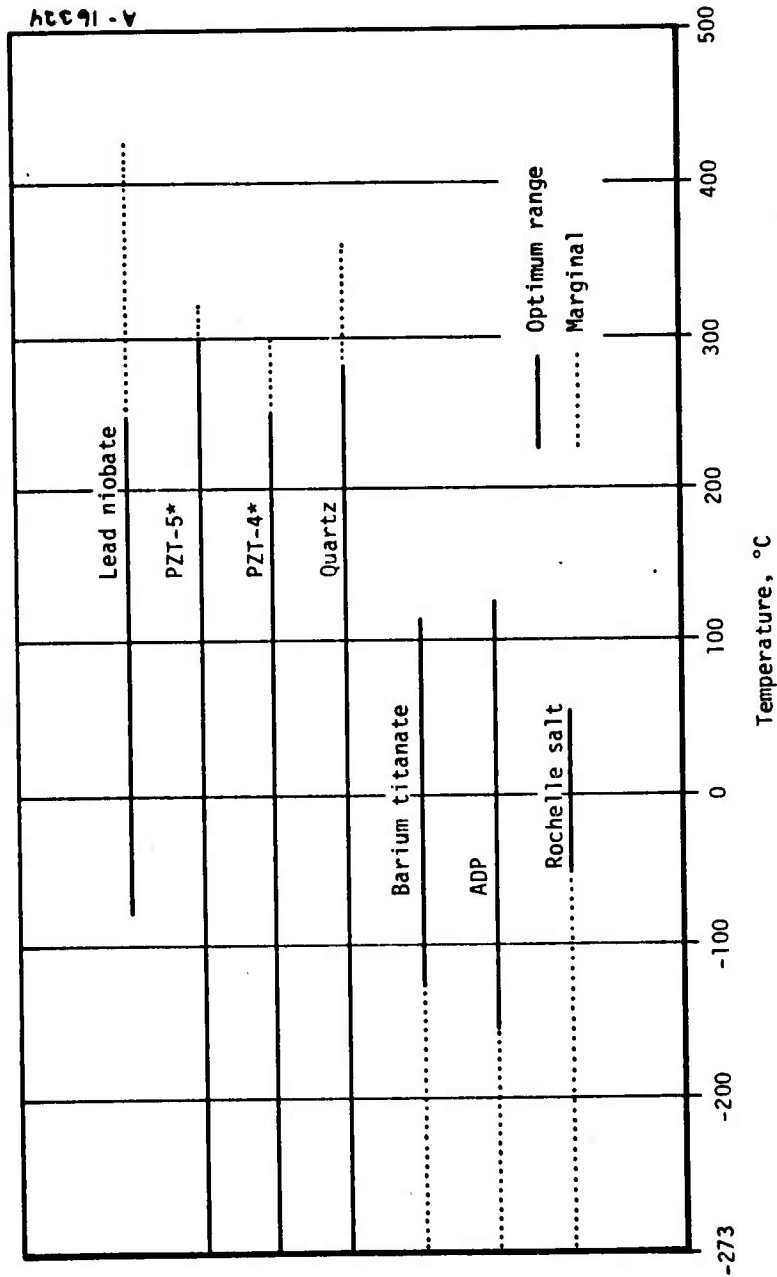 A-16324
Lead niobate
PZT-5*
PZT-4*
Quartz
Barium titanate
ADP
Rochelle salt
Optimum range
Marginal
-273
-200
-100
0
100
200
300
400
500
Temperature, °C